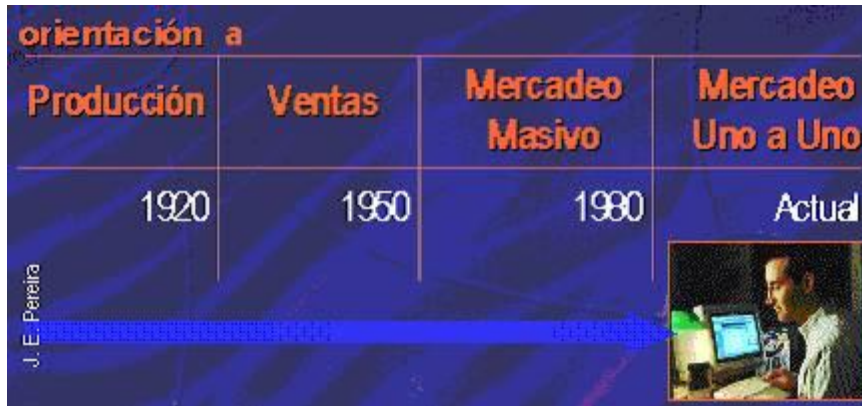 orientación a
Producción Ventas Mercadeo Masivo Mercadeo Uno a Uno
1920 1950 1980 Actual
J. E. Pereira